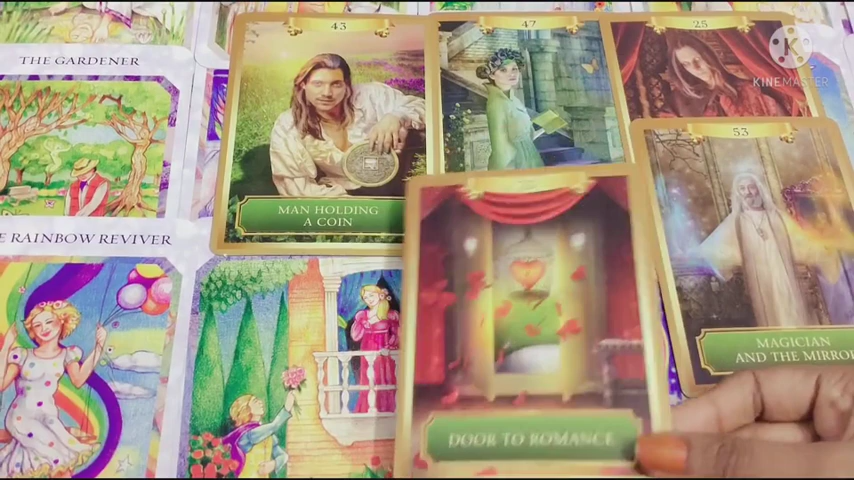 THE GARDENER
E RAINBOW REVIVER
43
MAN HOLDING
A COIN
47
25
K
KINEMASTER
53
MAGICIAN
AND THE MIRROR
DOOR TO ROMANCE